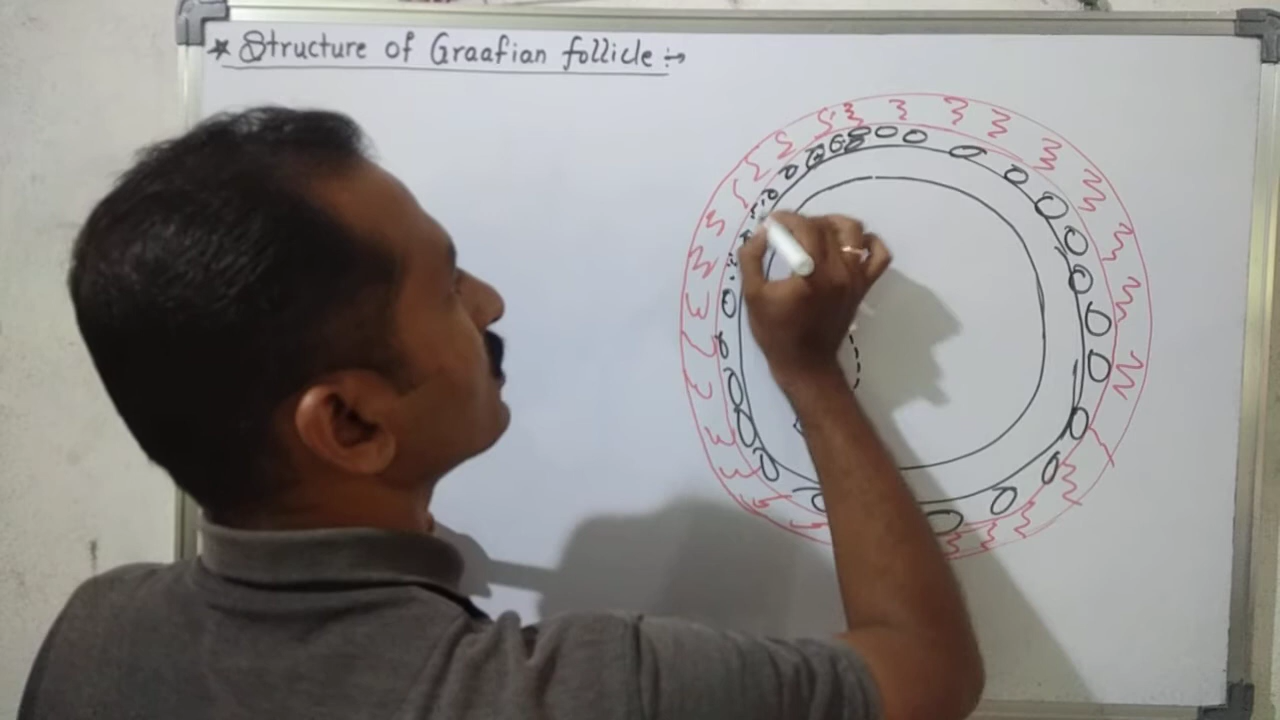 * Structure of Graafian follicle :→